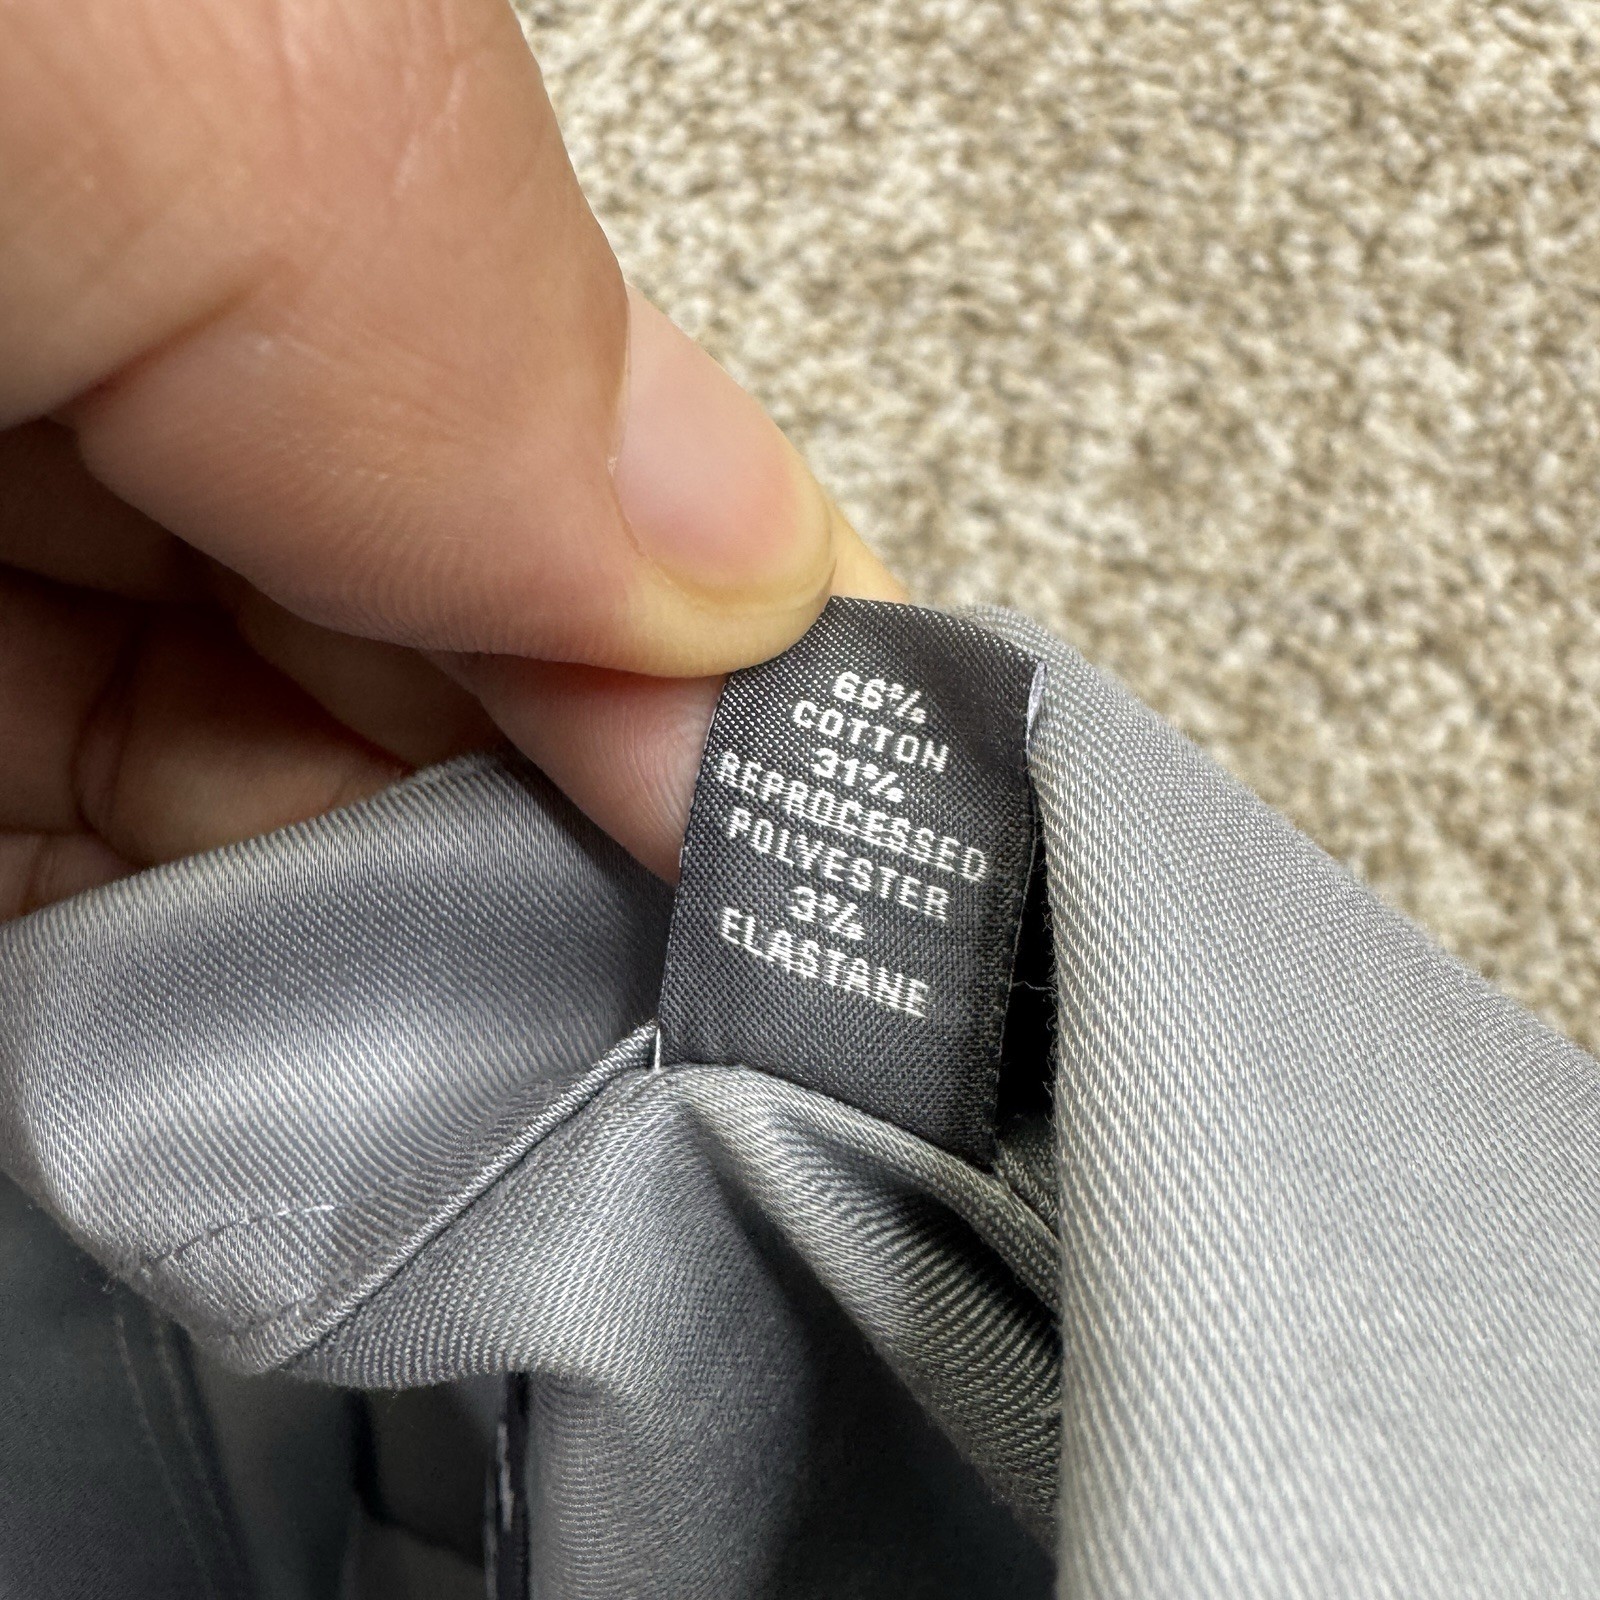 66%
COTTON
31%
REPROCESSED
POLYESTER
3%
ELASTANE